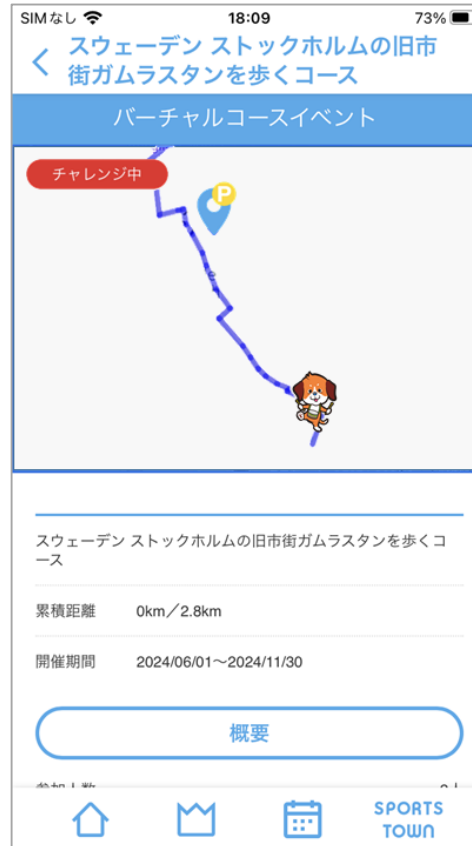 SIMなし 18:09 73%
スウェーデン ストックホルムの旧市
街ガムラスタンを歩くコース
バーチャルコースイベント
チャレンジ中
P
スウェーデン ストックホルムの旧市街ガムラスタンを歩くコ
ース
累積距離 0km／2.8km
開催期間 2024/06/01〜2024/11/30
概要
参加人数
SPORTS
TOWN